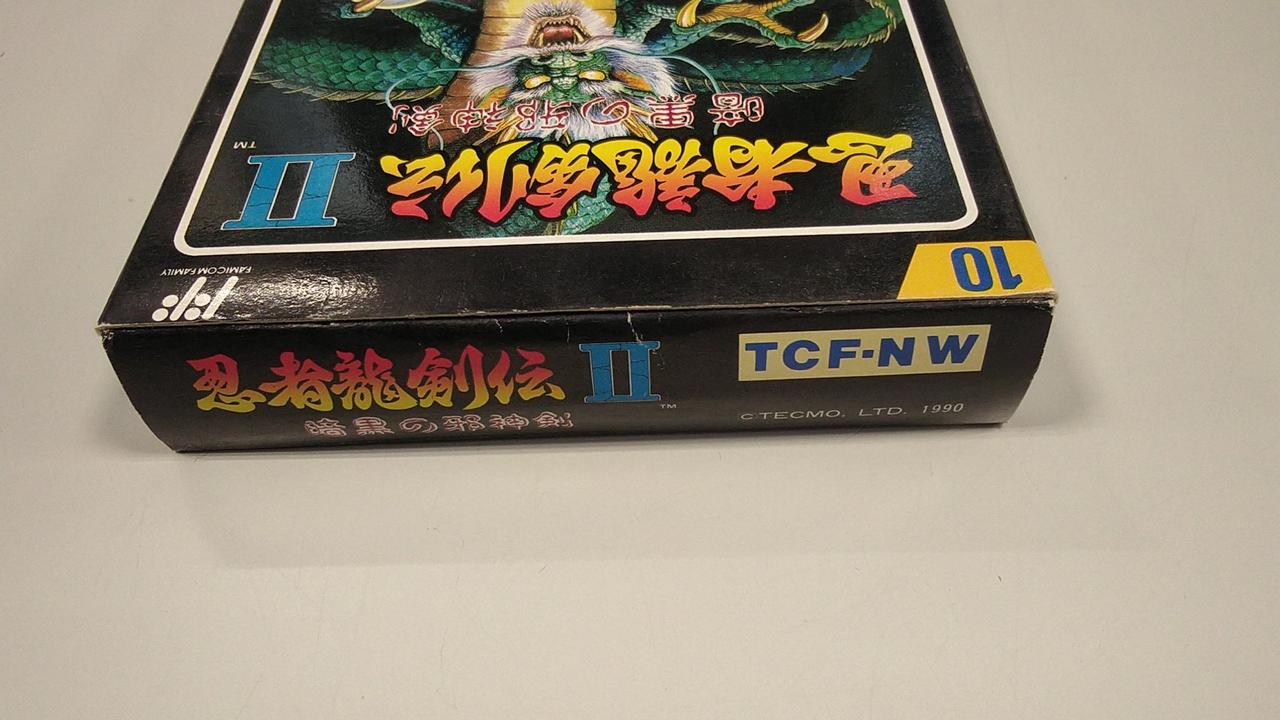 10
FAMICOM FAMILY
忍者龍剣伝 II ™
暗黒の邪神剣
忍者龍剣伝 II ™
暗黒の邪神剣
TCF-NW
©TECMO, LTD. 1990